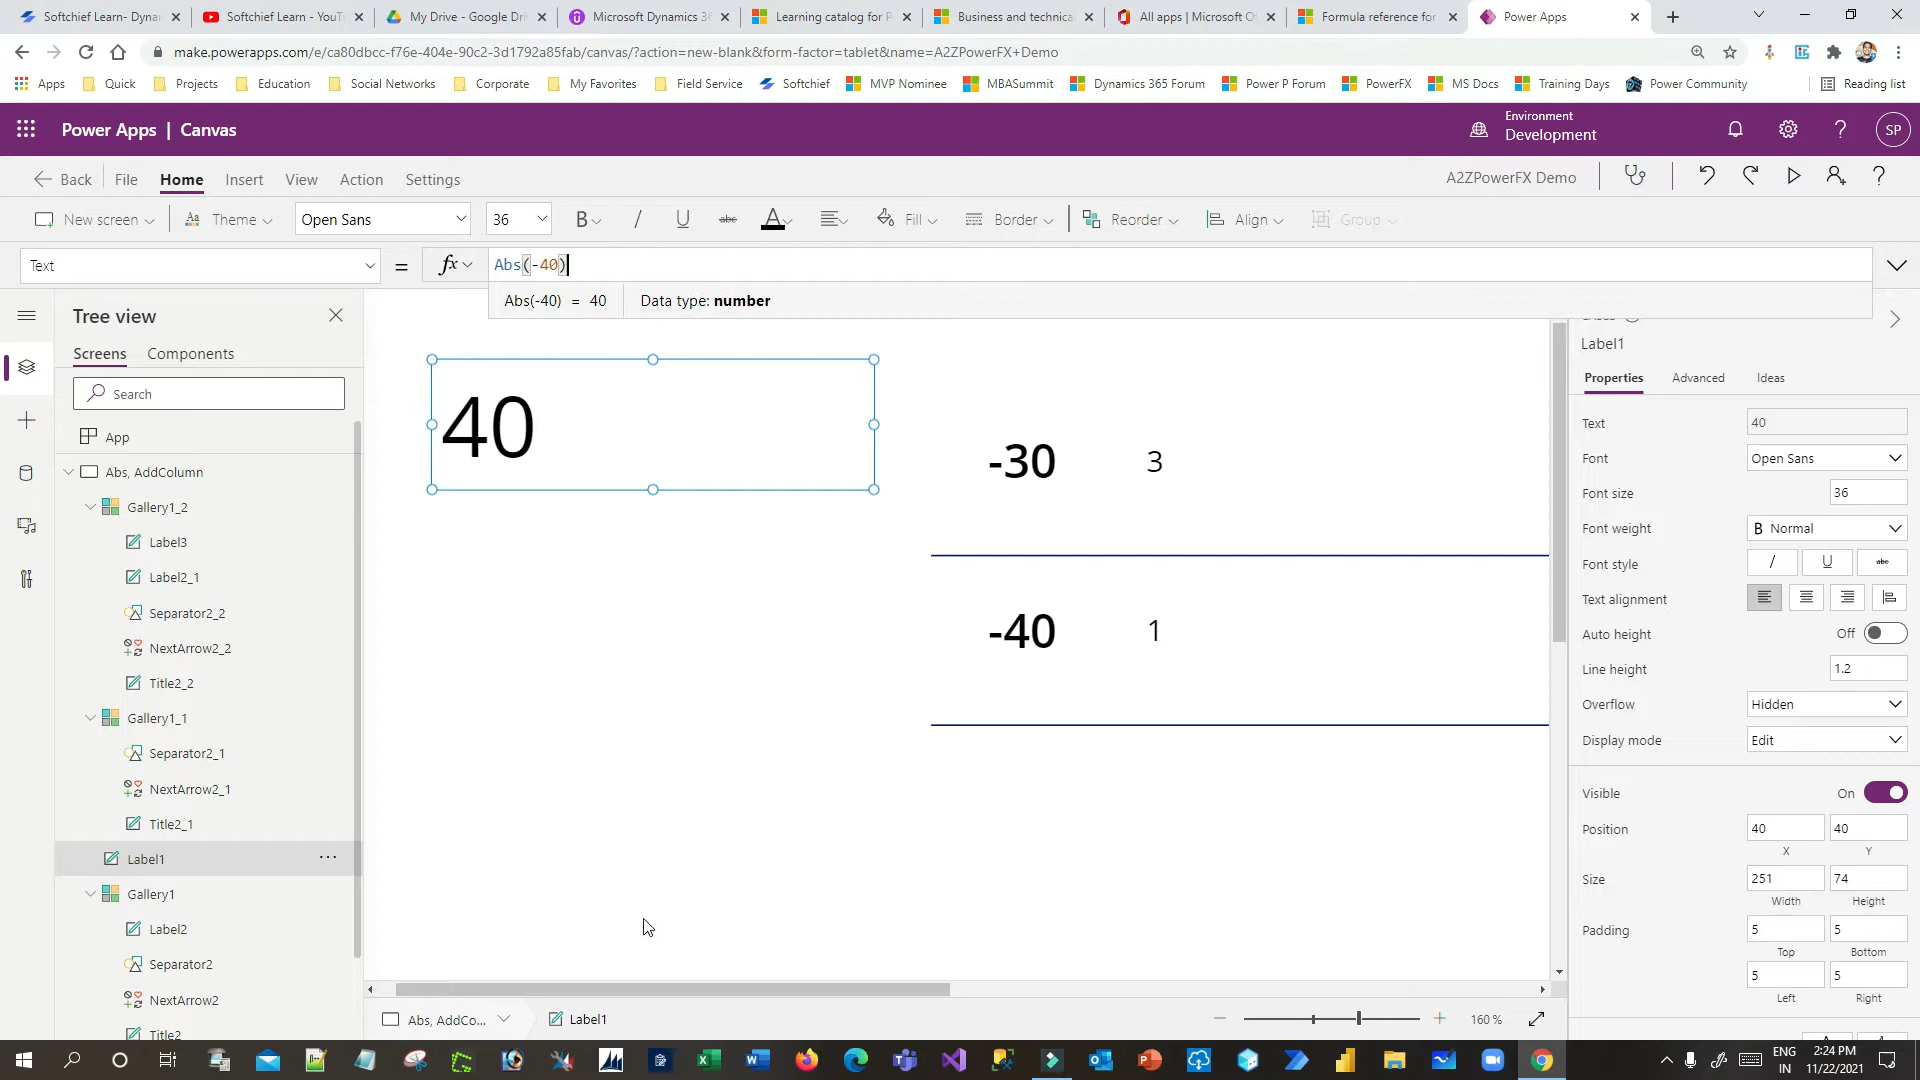 Softchief Learn- Dyna
Softchief Learn - YouT
My Drive - Google Dri
Microsoft Dynamics 36
Learning catalog for P
Business and technica
All apps | Microsoft O
Formula reference for
Power Apps
make.powerapps.com/e/ca80dbcc-f76e-404e-90c2-3d1792a85fab/canvas/?action=new-blank&form-factor=tablet&name=A2ZPowerFX+Demo
Apps
Quick
Projects
Education
Social Networks
Corporate
My Favorites
Field Service
Softchief
MVP Nominee
MBASummit
Dynamics 365 Forum
Power P Forum
PowerFX
MS Docs
Training Days
Power Community
Reading list
Power Apps | Canvas
Environment
Development
SP
Back
File
Home
Insert
View
Action
Settings
A2ZPowerFX Demo
New screen
Theme
Open Sans
36
B
/
U
abc
A
Fill
Border
Reorder
Align
Group
Text
=
fx
Abs(-40)
Abs(-40) = 40
Data type: number
Tree view
Screens
Components
Search
App
Abs, AddColumn
Gallery1_2
Label3
Label2_1
Separator2_2
NextArrow2_2
Title2_2
Gallery1_1
Separator2_1
NextArrow2_1
Title2_1
Label1
Gallery1
Label2
Separator2
NextArrow2
Title2
40
-30
3
-40
1
Abs, AddCo...
Label1
160 %
Label1
Properties
Advanced
Ideas
Text
40
Font
Open Sans
Font size
36
Font weight
B Normal
Font style
/
U
abc
Text alignment
Auto height
Off
Line height
1.2
Overflow
Hidden
Display mode
Edit
Visible
On
Position
40
40
X
Y
Size
251
74
Width
Height
Padding
5
5
Top
Bottom
5
5
Left
Right
ENG
IN
2:24 PM
11/22/2021